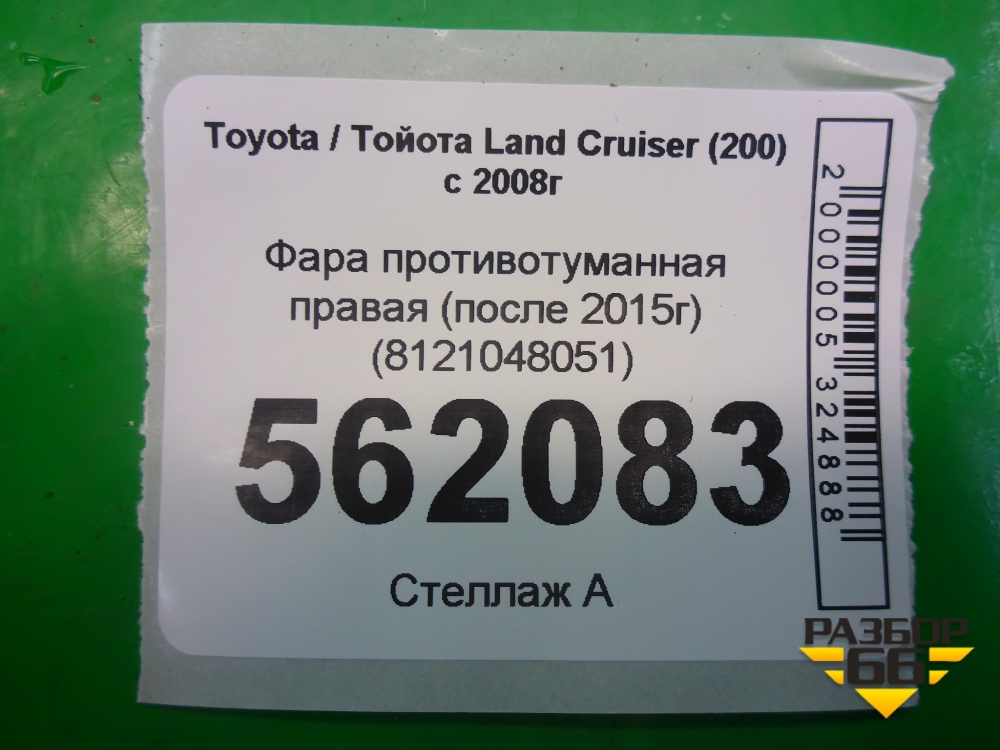 Toyota / Тойота Land Cruiser (200)
с 2008г
Фара противотуманная
правая (после 2015г)
(8121048051)
562083
Стеллаж А
2000005324888
РАЗБОР
66